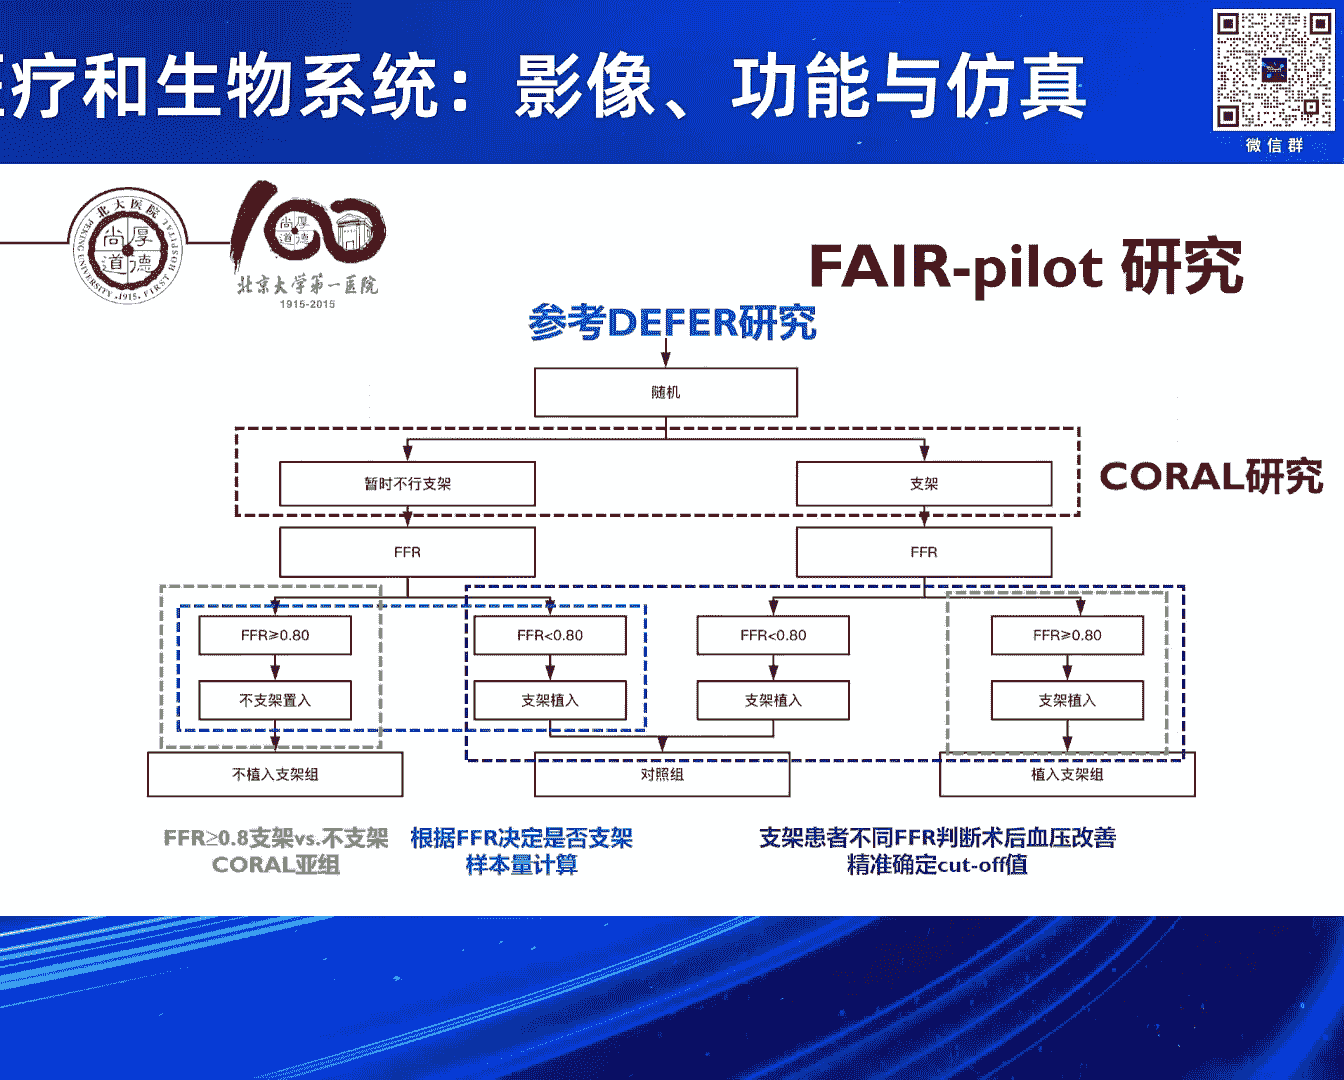 医疗和生物系统：影像、功能与仿真
微信群
北大医院
PEKING UNIVERSITY .1915. FIRST HOSPITAL
厚德尚道
北京大学第一医院
1915-2015
FAIR-pilot 研究
参考DEFER研究
随机
暂时不行支架
支架
CORAL研究
FFR
FFR
FFR≥0.80
FFR<0.80
FFR<0.80
FFR≥0.80
不支架置入
支架植入
支架植入
支架植入
不植入支架组
对照组
植入支架组
FFR≥0.8支架vs.不支架
CORAL亚组
根据FFR决定是否支架
样本量计算
支架患者不同FFR判断术后血压改善
精准确定cut-off值